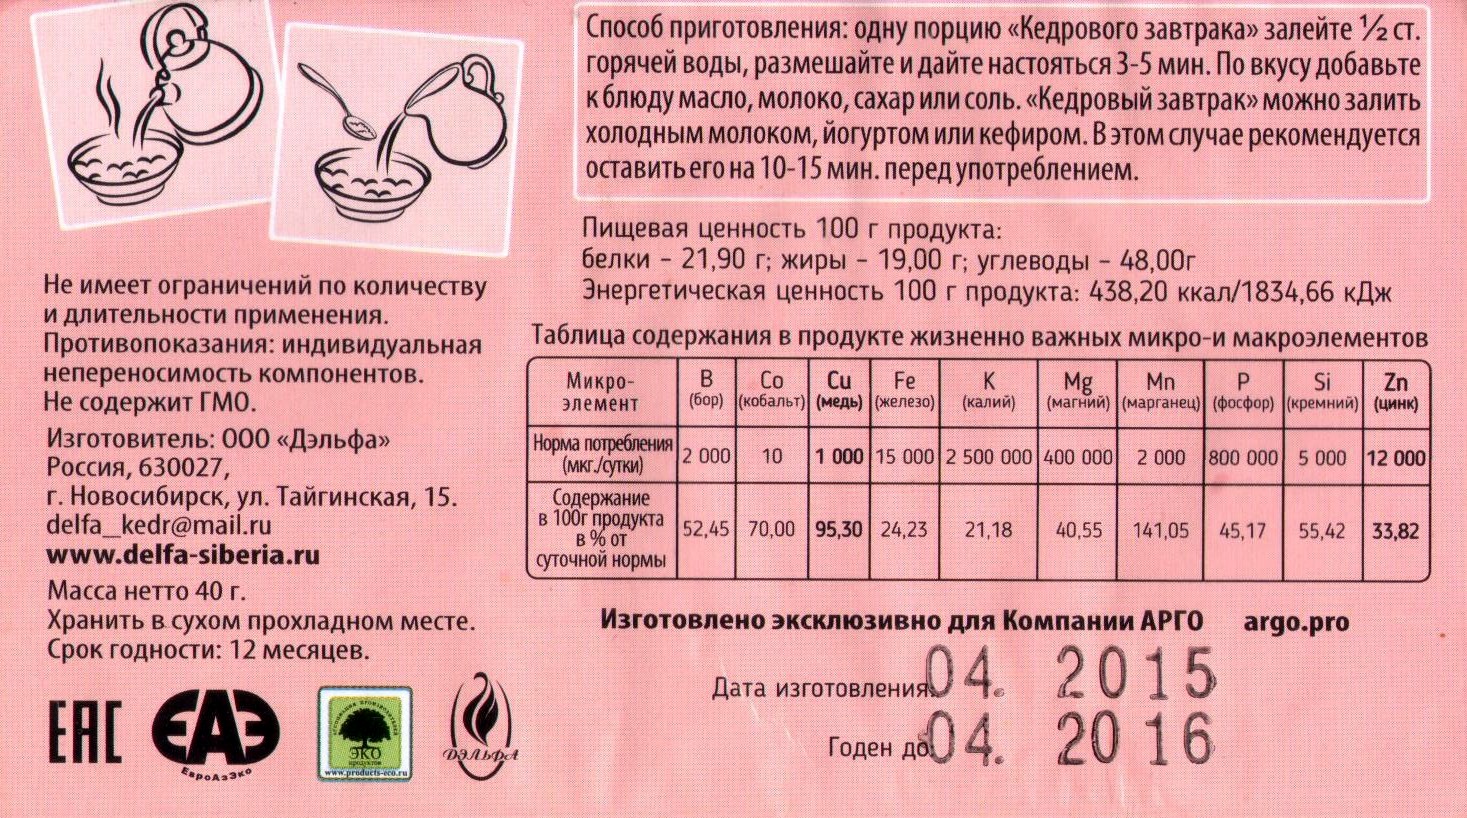 Способ приготовления: одну порцию «Кедрового завтрака» залейте ½ ст.
горячей воды, размешайте и дайте настояться 3-5 мин. По вкусу добавьте
к блюду масло, молоко, сахар или соль. «Кедровый завтрак» можно залить
холодным молоком, йогуртом или кефиром. В этом случае рекомендуется
оставить его на 10-15 мин. перед употреблением.
Пищевая ценность 100 г продукта:
белки – 21,90 г; жиры – 19,00 г; углеводы – 48,00г
Энергетическая ценность 100 г продукта: 438,20 ккал/1834,66 кДж
Не имеет ограничений по количеству
и длительности применения.
Противопоказания: индивидуальная
непереносимость компонентов.
Не содержит ГМО.
Изготовитель: ООО «Дэльфа»
Россия, 630027,
г. Новосибирск, ул. Тайгинская, 15.
delfa_kedr@mail.ru
www.delfa-siberia.ru
Масса нетто 40 г.
Хранить в сухом прохладном месте.
Срок годности: 12 месяцев.
Таблица содержания в продукте жизненно важных микро-и макроэлементов
Микро-
элемент
B Co Cu Fe K Mg Mn P Si Zn
(бор) (кобальт) (медь) (железо) (калий) (магний) (марганец) (фосфор) (кремний) (цинк)
Норма потребления
(мкг./сутки)
2 000 10 1 000 15 000 2 500 000 400 000 2 000 800 000 5 000 12 000
Содержание
в 100г продукта
в % от
суточной нормы
52,45 70,00 95,30 24,23 21,18 40,55 141,05 45,17 55,42 33,82
Изготовлено эксклюзивно для Компании АРГО argo.pro
Дата изготовления: 04. 2015
Годен до: 04. 2016
EAC
ЕАЭ
ЕвроАзЭко
ЭКО
продуктов
www.products-eco.ru
ДЭЛЬФА